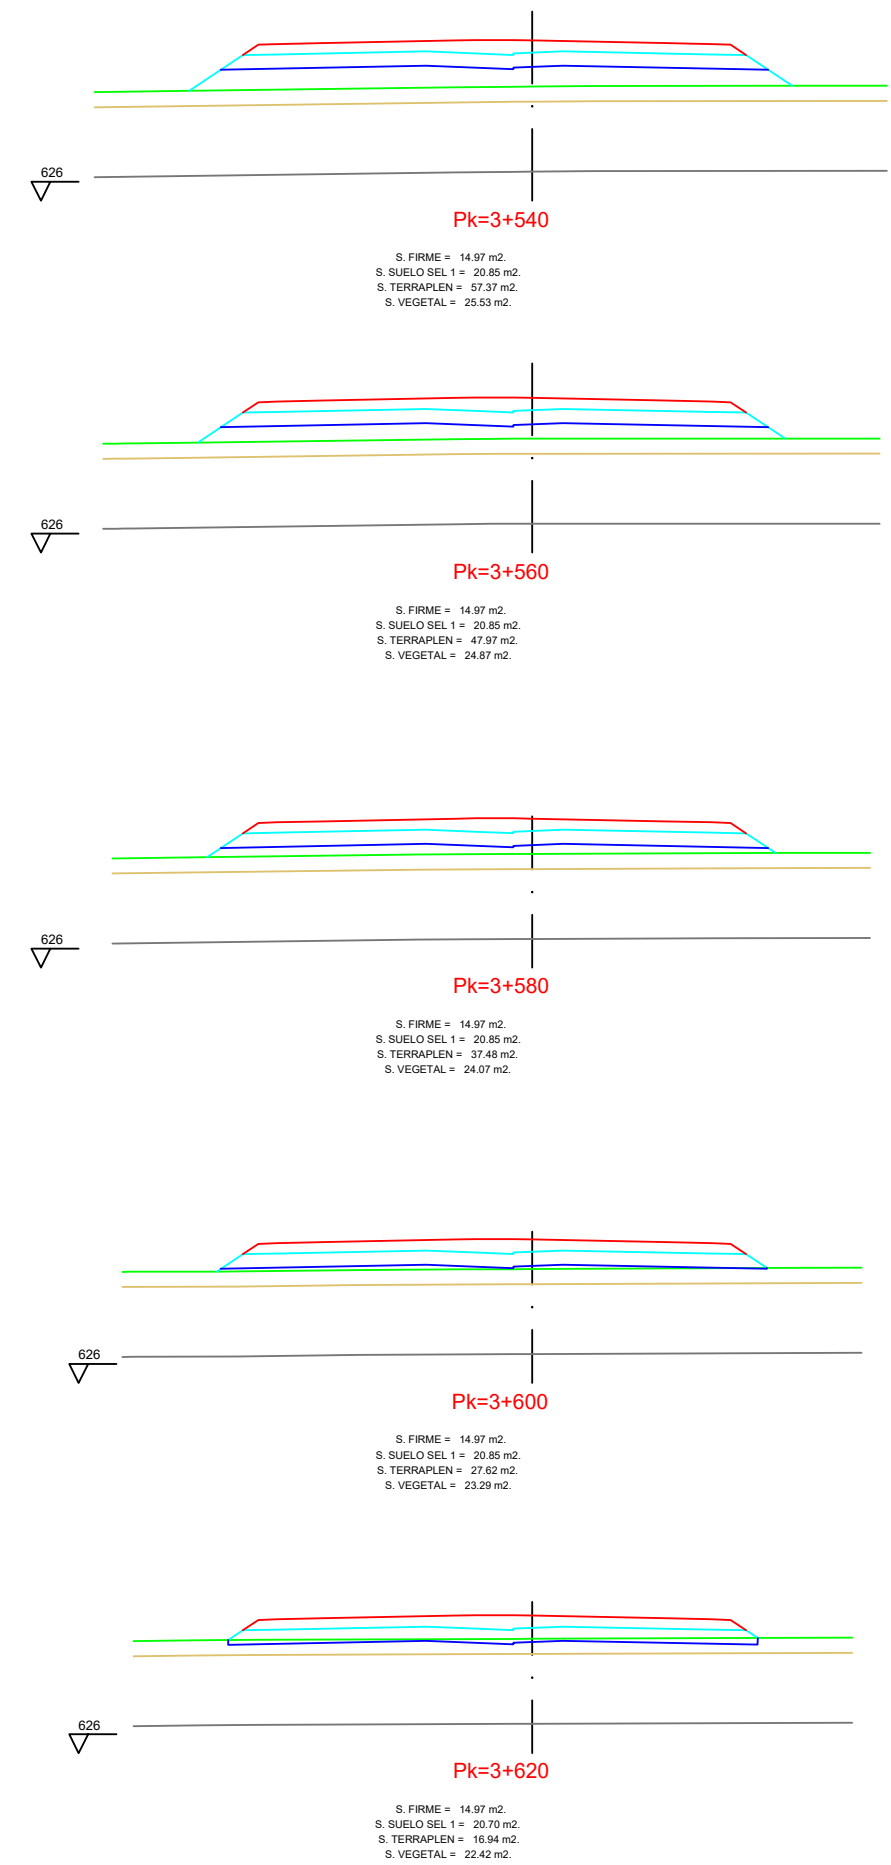 626
Pk=3+540
S. FIRME = 14.97 m2.
S. SUELO SEL 1 = 20.85 m2.
S. TERRAPLEN = 57.37 m2.
S. VEGETAL = 25.53 m2.
626
Pk=3+560
S. FIRME = 14.97 m2.
S. SUELO SEL 1 = 20.85 m2.
S. TERRAPLEN = 47.97 m2.
S. VEGETAL = 24.87 m2.
626
Pk=3+580
S. FIRME = 14.97 m2.
S. SUELO SEL 1 = 20.85 m2.
S. TERRAPLEN = 37.48 m2.
S. VEGETAL = 24.07 m2.
626
Pk=3+600
S. FIRME = 14.97 m2.
S. SUELO SEL 1 = 20.85 m2.
S. TERRAPLEN = 27.62 m2.
S. VEGETAL = 23.29 m2.
626
Pk=3+620
S. FIRME = 14.97 m2.
S. SUELO SEL 1 = 20.70 m2.
S. TERRAPLEN = 16.94 m2.
S. VEGETAL = 22.42 m2.